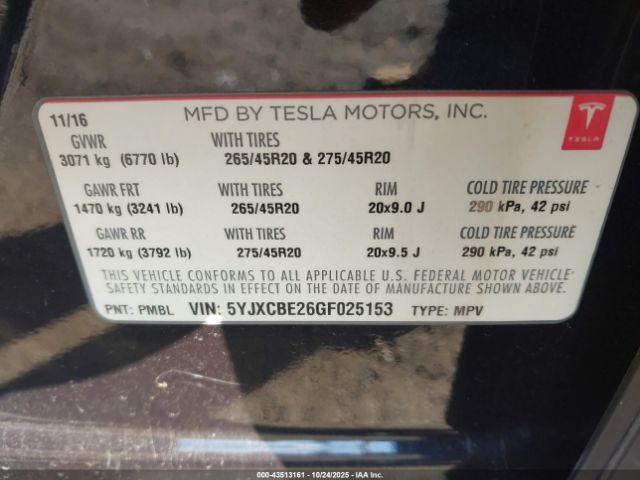 11/16 MFD BY TESLA MOTORS, INC.
GVWR WITH TIRES
3071 kg (6770 lb) 265/45R20 & 275/45R20
TESLA
GAWR FRT WITH TIRES RIM COLD TIRE PRESSURE
1470 kg (3241 lb) 265/45R20 20x9.0 J 290 kPa, 42 psi
GAWR RR WITH TIRES RIM COLD TIRE PRESSURE
1720 kg (3792 lb) 275/45R20 20x9.5 J 290 kPa, 42 psi
THIS VEHICLE CONFORMS TO ALL APPLICABLE U.S. FEDERAL MOTOR VEHICLE
SAFETY STANDARDS IN EFFECT ON THE DATE OF MANUFACTURE SHOWN ABOVE.
PNT: PMBL VIN: 5YJXCBE26GF025153 TYPE: MPV
000-43513161 - 10/24/2025 - © IAA Inc.